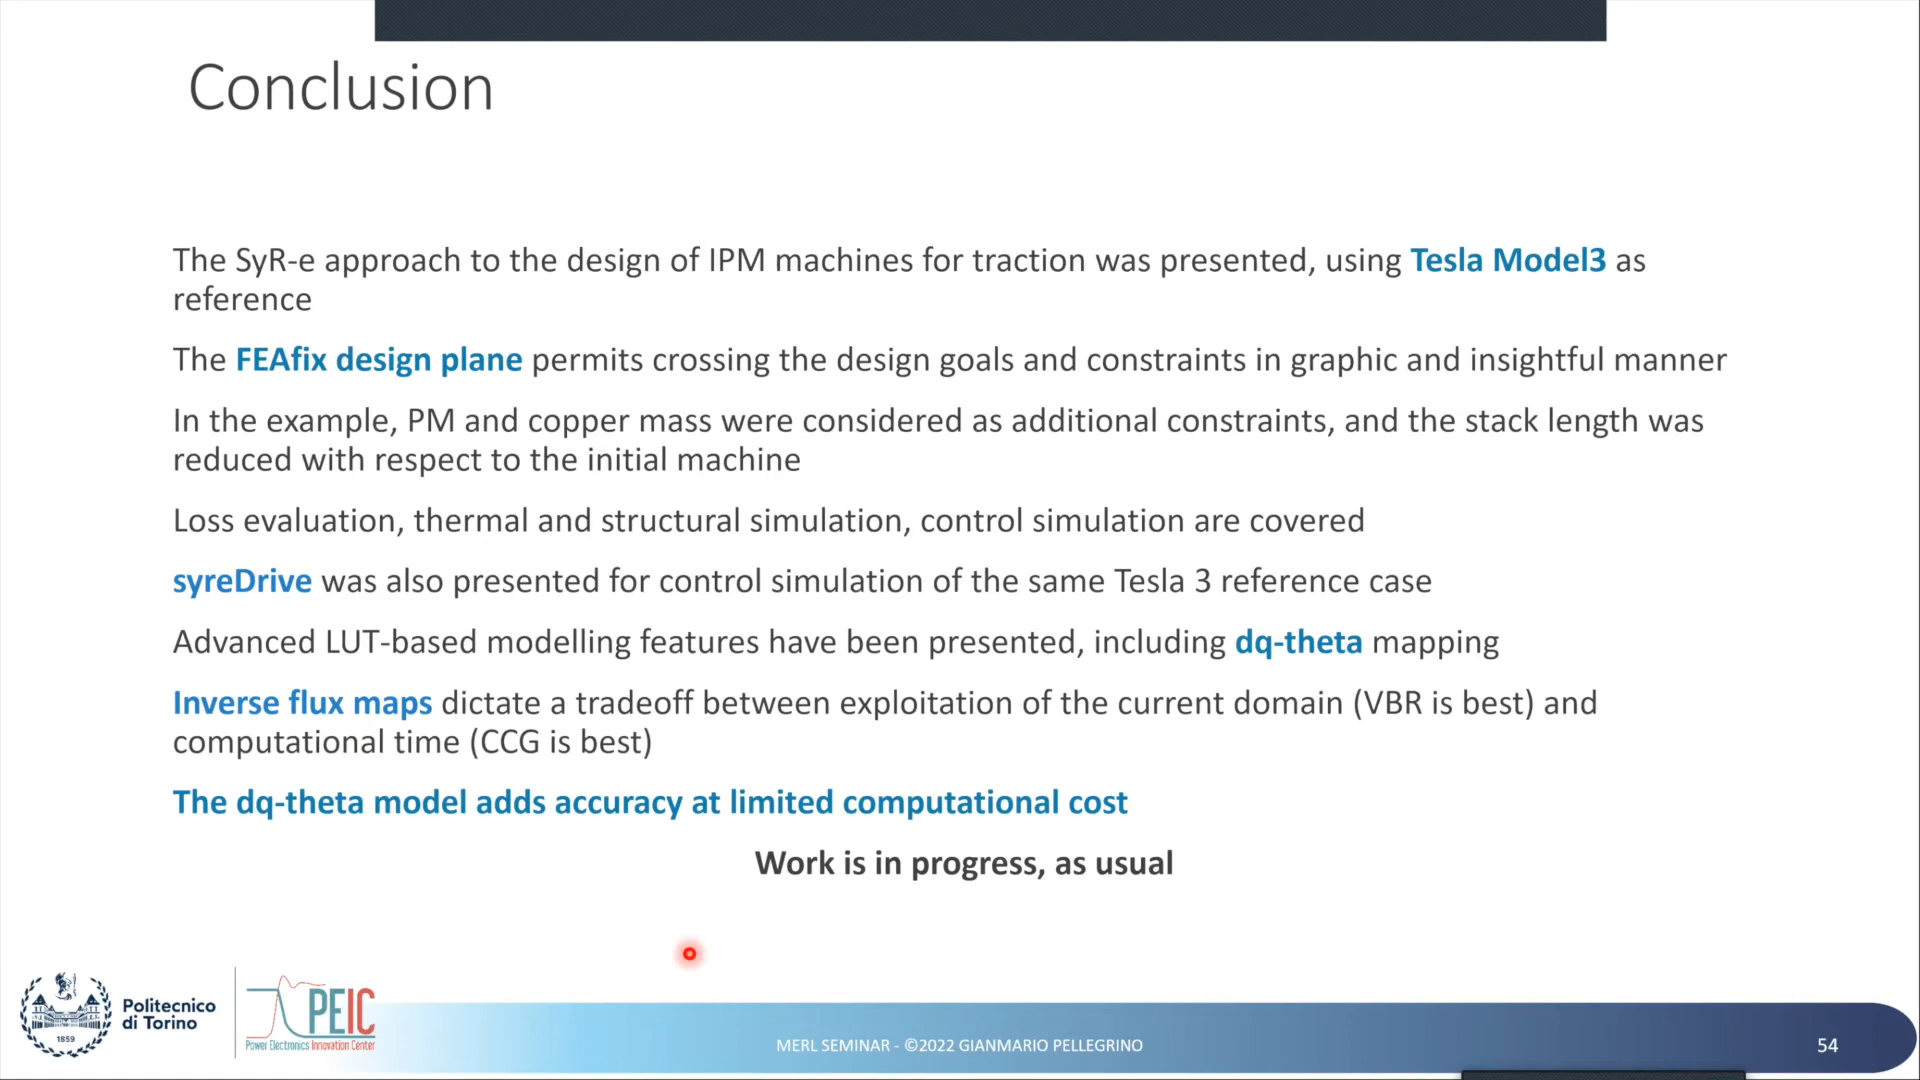 Conclusion
The SyR-e approach to the design of IPM machines for traction was presented, using Tesla Model3 as
reference
The FEAfix design plane permits crossing the design goals and constraints in graphic and insightful manner
In the example, PM and copper mass were considered as additional constraints, and the stack length was
reduced with respect to the initial machine
Loss evaluation, thermal and structural simulation, control simulation are covered
syreDrive was also presented for control simulation of the same Tesla 3 reference case
Advanced LUT-based modelling features have been presented, including dq-theta mapping
Inverse flux maps dictate a tradeoff between exploitation of the current domain (VBR is best) and
computational time (CCG is best)
The dq-theta model adds accuracy at limited computational cost
Work is in progress, as usual
1859
Politecnico
di Torino
PEIC
Power Electronics Innovation Center
MERL SEMINAR - ©2022 GIANMARIO PELLEGRINO
54